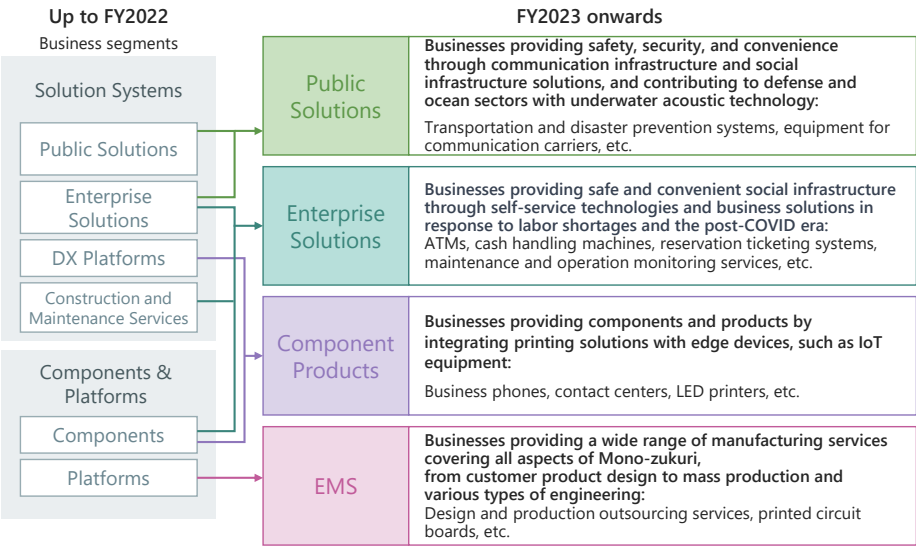 Up to FY2022
Business segments
Solution Systems
Public Solutions
Enterprise
Solutions
DX Platforms
Construction and
Maintenance Services
Components &
Platforms
Components
Platforms
FY2023 onwards
Public
Solutions
Businesses providing safety, security, and convenience
through communication infrastructure and social
infrastructure solutions, and contributing to defense and
ocean sectors with underwater acoustic technology:
Transportation and disaster prevention systems, equipment for
communication carriers, etc.
Enterprise
Solutions
Businesses providing safe and convenient social infrastructure
through self-service technologies and business solutions in
response to labor shortages and the post-COVID era:
ATMs, cash handling machines, reservation ticketing systems,
maintenance and operation monitoring services, etc.
Component
Products
Businesses providing components and products by
integrating printing solutions with edge devices, such as IoT
equipment:
Business phones, contact centers, LED printers, etc.
EMS
Businesses providing a wide range of manufacturing services
covering all aspects of Mono-zukuri,
from customer product design to mass production and
various types of engineering:
Design and production outsourcing services, printed circuit
boards, etc.